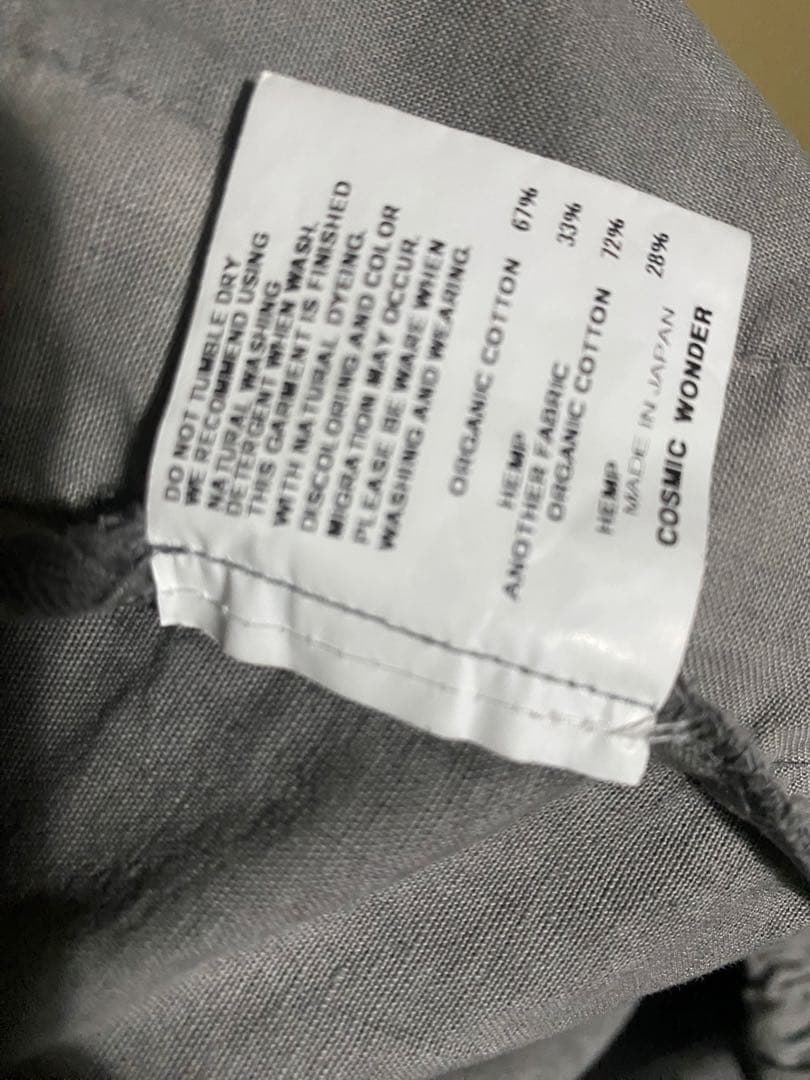 DO NOT TUMBLE DRY
WE RECOMMEND USING
NATURAL WASHING
DETERGENT WHEN WASH.
THIS GARMENT IS FINISHED
WITH NATURAL DYEING.
DISCOLORING AND COLOR
MIGRATION MAY OCCUR.
PLEASE BE WARE WHEN
WASHING AND WEARING.
ORGANIC COTTON 67%
HEMP 33%
ANOTHER FABRIC
ORGANIC COTTON 72%
HEMP 28%
MADE IN JAPAN
COSMIC WONDER